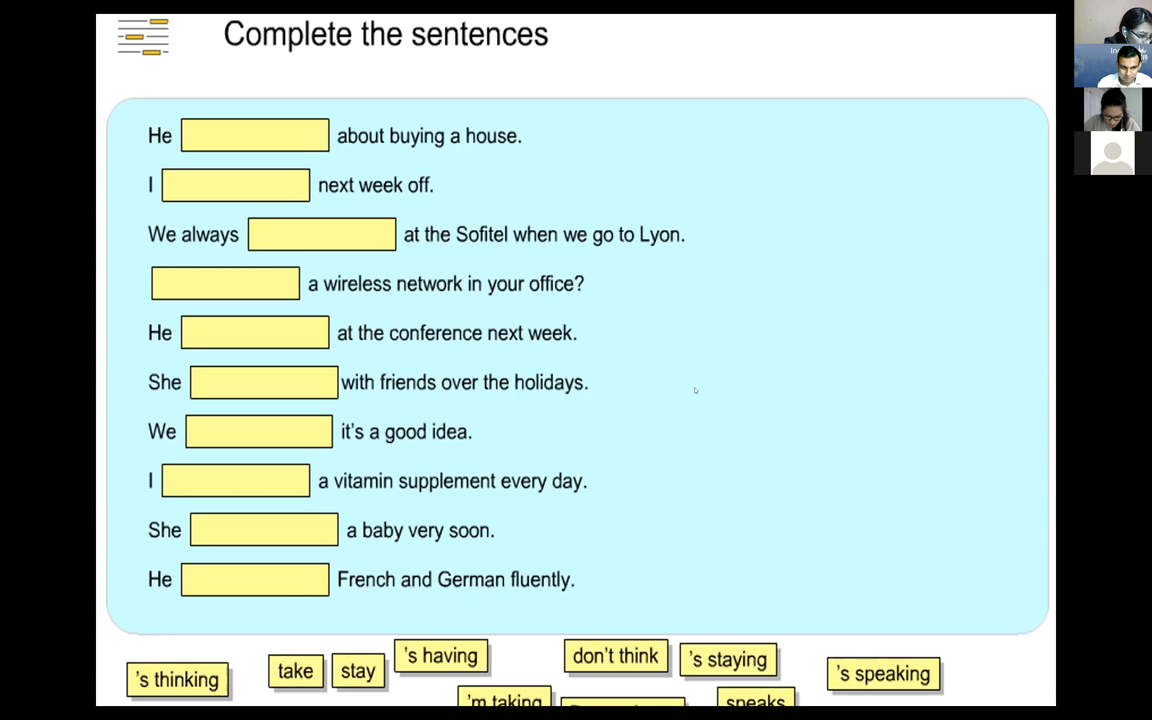 Complete the sentences
He about buying a house.
I next week off.
We always at the Sofitel when we go to Lyon.
a wireless network in your office?
He at the conference next week.
She with friends over the holidays.
We it's a good idea.
I a vitamin supplement every day.
She a baby very soon.
He French and German fluently.
's thinking take stay 's having don't think 's staying 's speaking
'm taking speaks